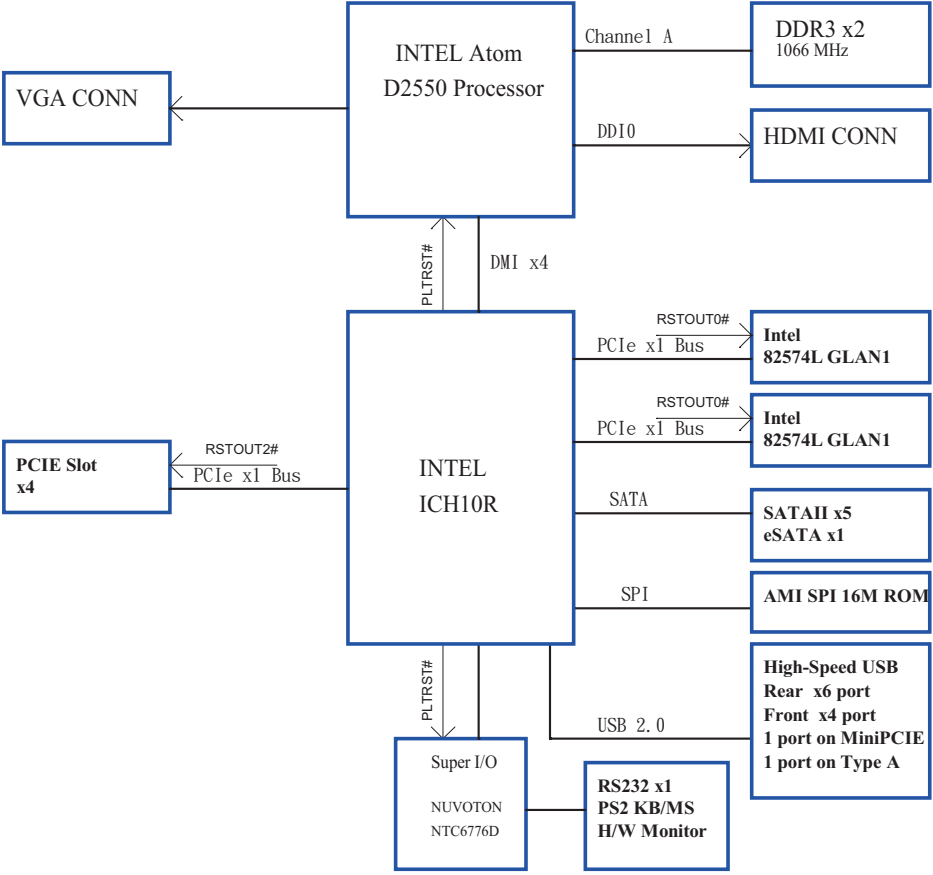 INTEL Atom
D2550 Processor
Channel A
DDR3 x2
1066 MHz
VGA CONN
DDI0
HDMI CONN
PLTRST#
DMI x4
RSTOUT0#
PCIe x1 Bus
Intel
82574L GLAN1
RSTOUT0#
PCIe x1 Bus
Intel
82574L GLAN1
PCIE Slot
x4
RSTOUT2#
PCIe x1 Bus
INTEL
ICH10R
SATA
SATAII x5
eSATA x1
SPI
AMI SPI 16M ROM
PLTRST#
USB 2.0
High-Speed USB
Rear x6 port
Front x4 port
1 port on MiniPCIE
1 port on Type A
Super I/O
NUVOTON
NTC6776D
RS232 x1
PS2 KB/MS
H/W Monitor